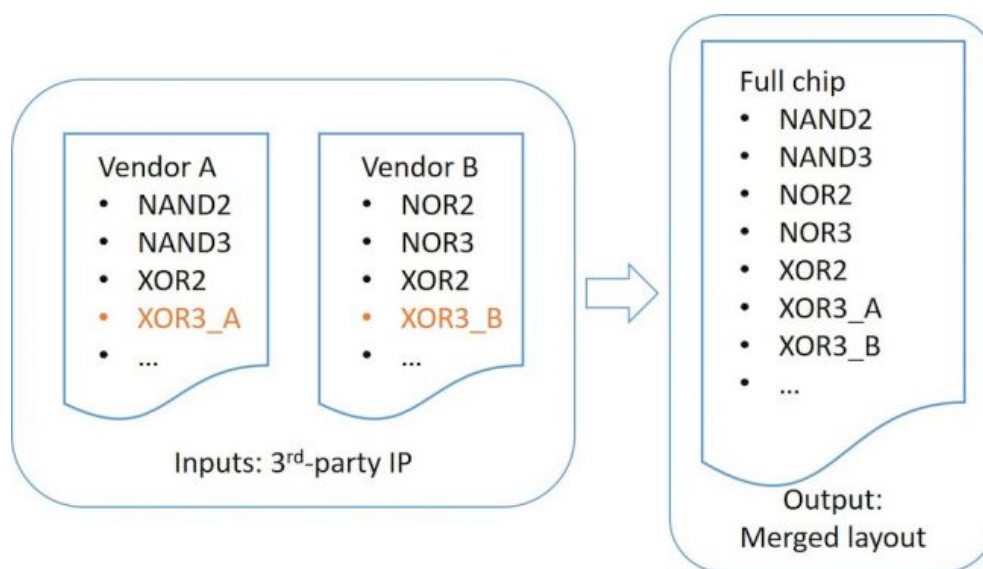 Vendor A
• NAND2
• NAND3
• XOR2
• XOR3_A
• ...
Vendor B
• NOR2
• NOR3
• XOR2
• XOR3_B
• ...
Inputs: 3rd-party IP
Full chip
• NAND2
• NAND3
• NOR2
• NOR3
• XOR2
• XOR3_A
• XOR3_B
• ...
Output:
Merged layout